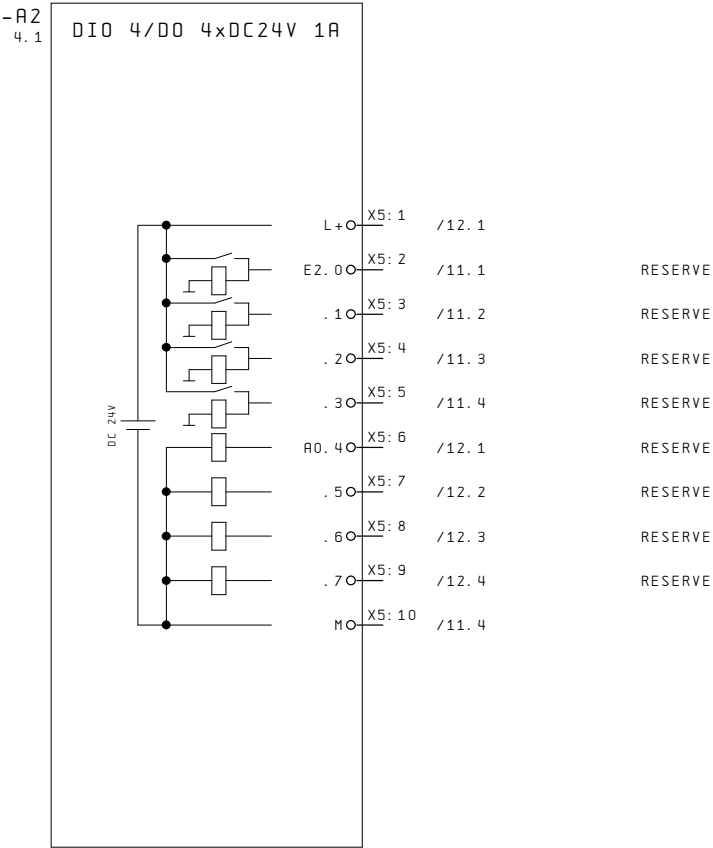 -A2
4.1
DIO 4/DO 4xDC24V 1A
L+ X5:1 /12.1
E2.0 X5:2 /11.1 RESERVE
.1 X5:3 /11.2 RESERVE
.2 X5:4 /11.3 RESERVE
.3 X5:5 /11.4 RESERVE
DC 24V
A0.4 X5:6 /12.1 RESERVE
.5 X5:7 /12.2 RESERVE
.6 X5:8 /12.3 RESERVE
.7 X5:9 /12.4 RESERVE
M X5:10 /11.4